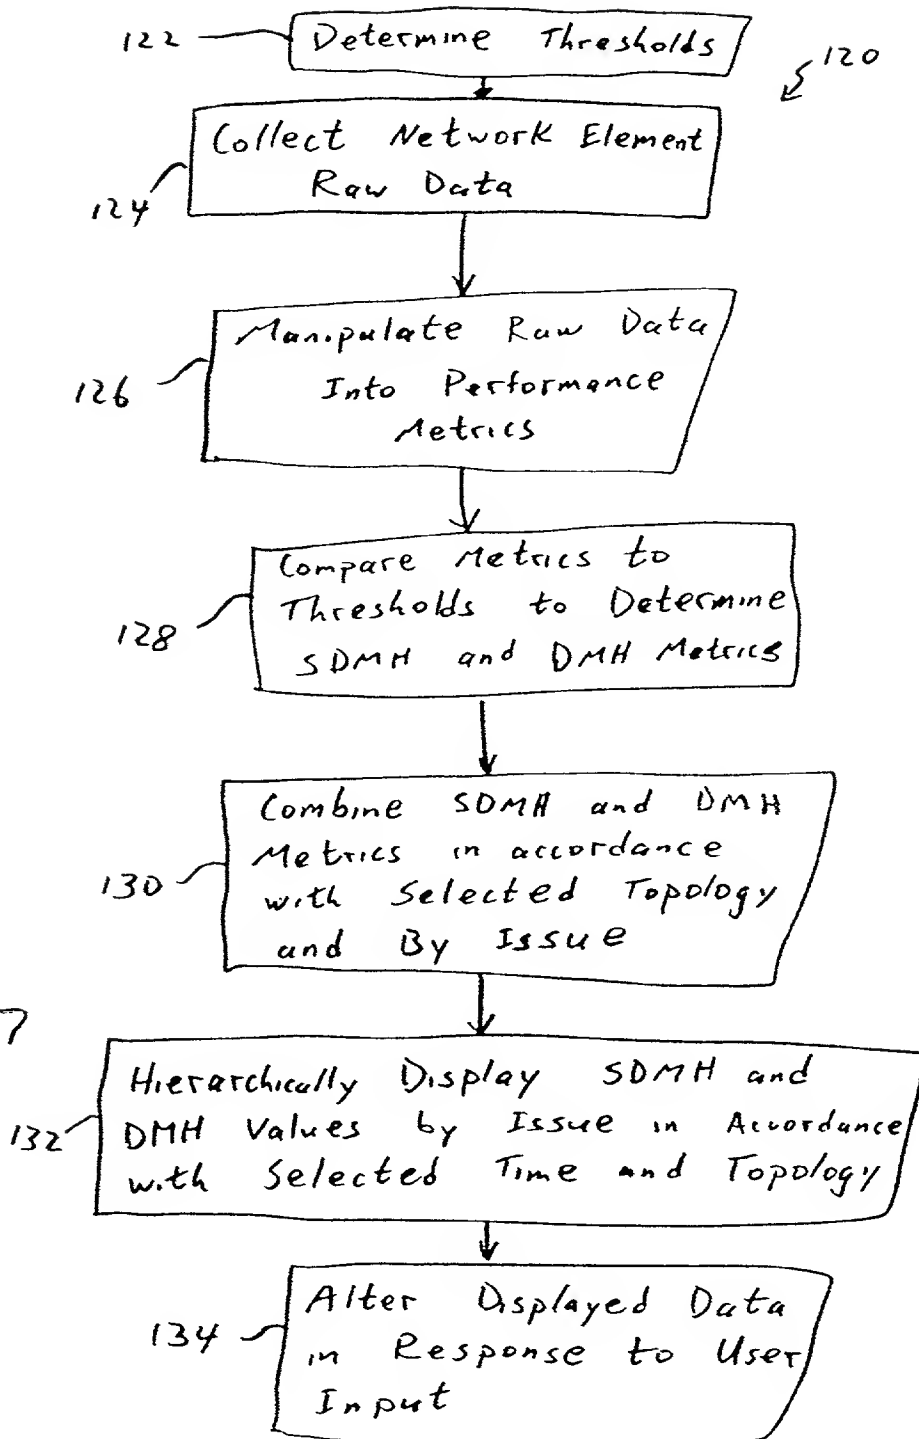 122
Determine Thresholds
120
Collect Network Element
Raw Data
124
Manipulate Raw Data
Into Performance
Metrics
126
Compare Metrics to
Thresholds to Determine
SDMH and DMH Metrics
128
Combine SDMH and DMH
Metrics in accordance
with Selected Topology
and By Issue
130
7
Hierarchically Display SDMH and
DMH Values by Issue in Accordance
with Selected Time and Topology
132
Alter Displayed Data
in Response to User
Input
134